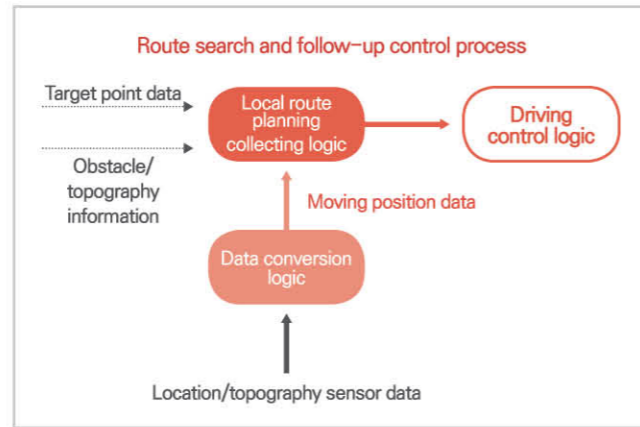 Route search and follow-up control process
Target point data
Local route
planning
collecting logic
Driving
control logic
Obstacle/
topography
information
Moving position data
Data conversion
logic
Location/topography sensor data